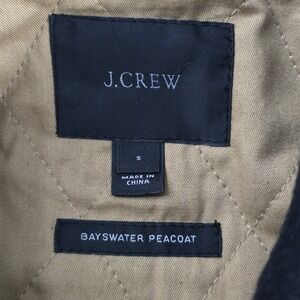 J.CREW
S
MADE IN
CHINA
BAYSWATER PEACOAT